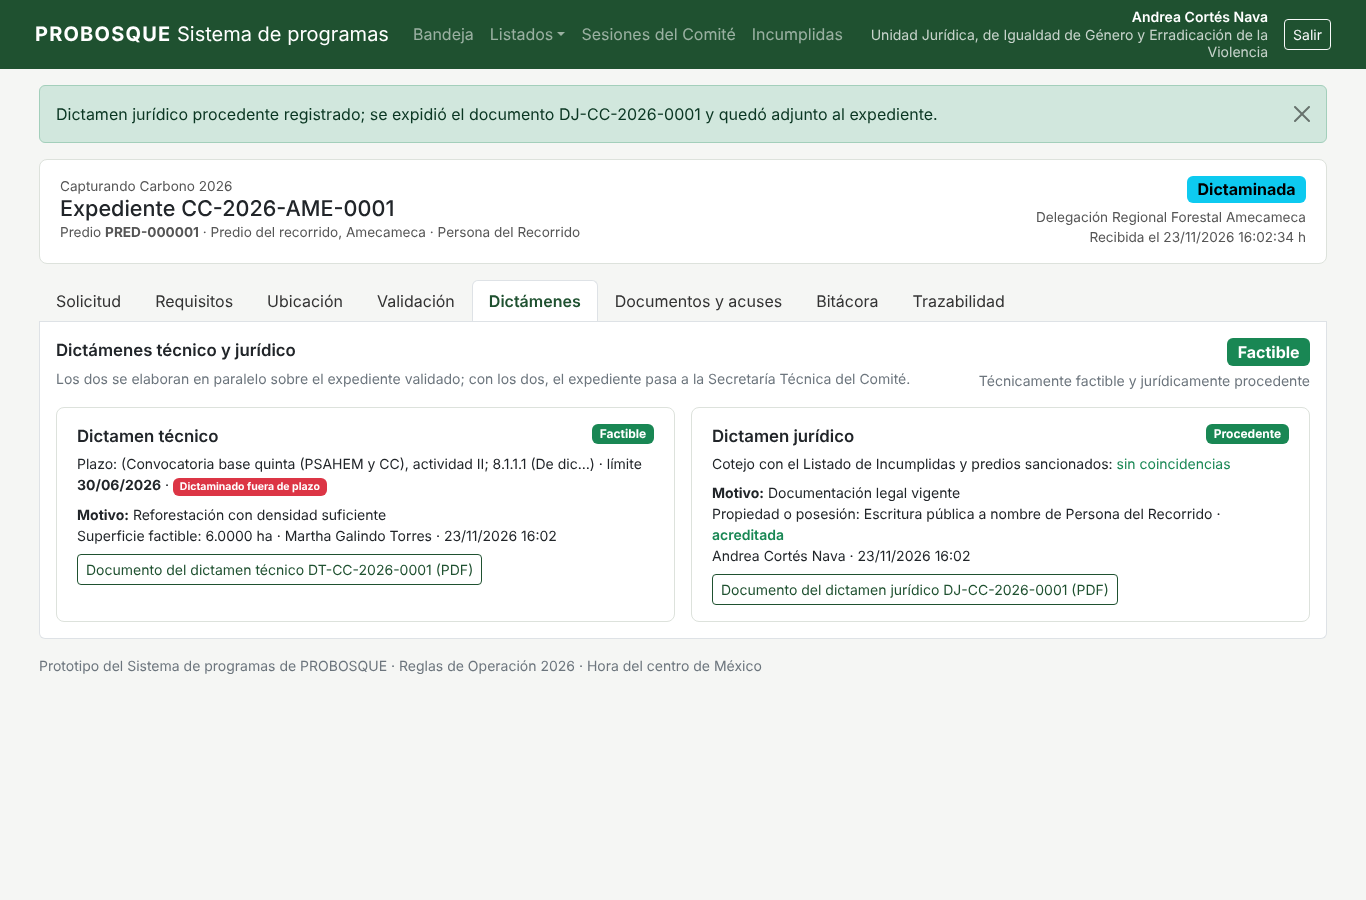 PROBOSQUE Sistema de programas
Bandeja
Listados
Sesiones del Comité
Incumplidas
Andrea Cortés Nava
Unidad Jurídica, de Igualdad de Género y Erradicación de la
Violencia
Salir
Dictamen jurídico procedente registrado; se expidió el documento DJ-CC-2026-0001 y quedó adjunto al expediente.
Capturando Carbono 2026
Expediente CC-2026-AME-0001
Predio PRED-000001 · Predio del recorrido, Amecameca · Persona del Recorrido
Dictaminada
Delegación Regional Forestal Amecameca
Recibida el 23/11/2026 16:02:34 h
Solicitud
Requisitos
Ubicación
Validación
Dictámenes
Documentos y acuses
Bitácora
Trazabilidad
Dictámenes técnico y jurídico
Los dos se elaboran en paralelo sobre el expediente validado; con los dos, el expediente pasa a la Secretaría Técnica del Comité.
Factible
Técnicamente factible y jurídicamente procedente
Dictamen técnico
Factible
Plazo: (Convocatoria base quinta (PSAHEM y CC), actividad II; 8.1.1.1 (De dic...) · límite
30/06/2026 · Dictaminado fuera de plazo
Motivo: Reforestación con densidad suficiente
Superficie factible: 6.0000 ha · Martha Galindo Torres · 23/11/2026 16:02
Documento del dictamen técnico DT-CC-2026-0001 (PDF)
Dictamen jurídico
Procedente
Cotejo con el Listado de Incumplidas y predios sancionados: sin coincidencias
Motivo: Documentación legal vigente
Propiedad o posesión: Escritura pública a nombre de Persona del Recorrido ·
acreditada
Andrea Cortés Nava · 23/11/2026 16:02
Documento del dictamen jurídico DJ-CC-2026-0001 (PDF)
Prototipo del Sistema de programas de PROBOSQUE · Reglas de Operación 2026 · Hora del centro de México